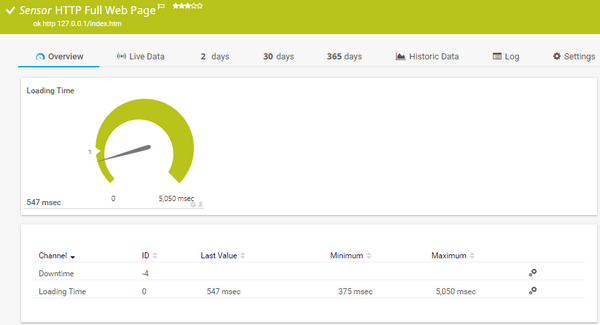 Sensor HTTP Full Web Page
ok http 127.0.0.1/index.htm
Overview Live Data 2 days 30 days 365 days Historic Data Log Settings
Loading Time
0 5,050 msec
547 msec
Channel ID Last Value Minimum Maximum
Downtime -4
Loading Time 0 547 msec 375 msec 5,050 msec